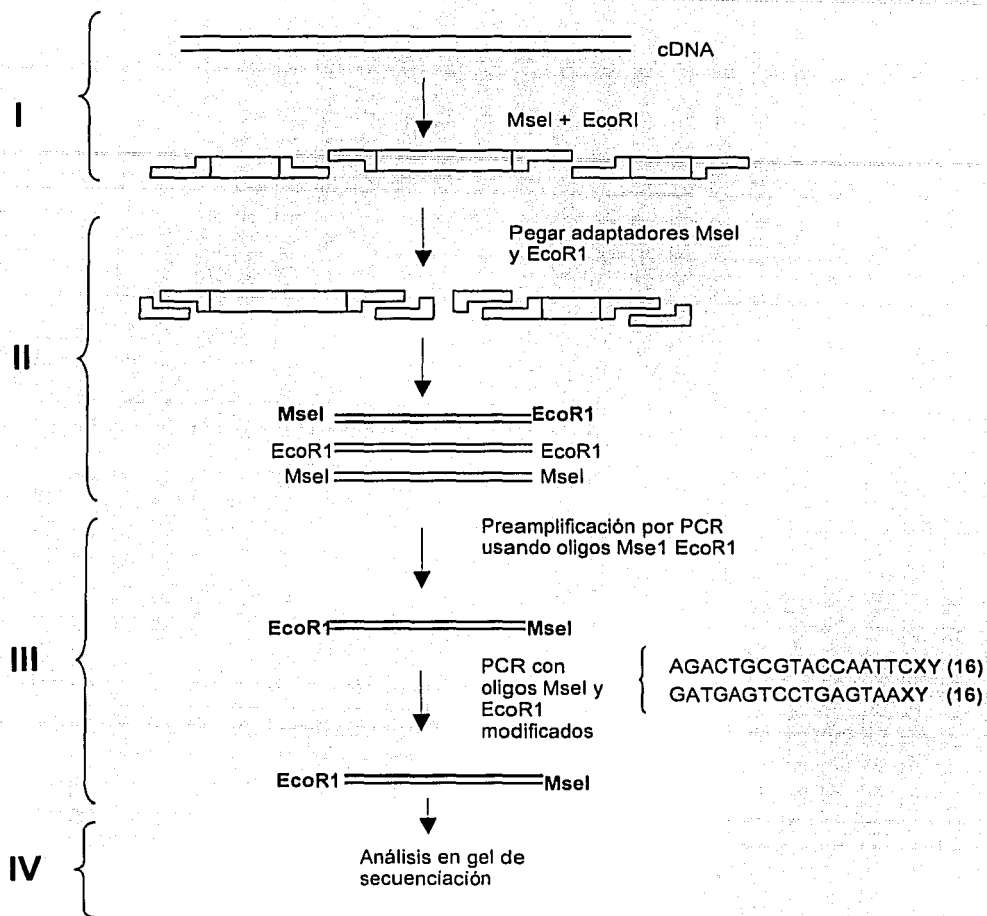 cDNA
I
MseI + EcoRI
Pegar adaptadores MseI
y EcoR1
II
MseI EcoR1
EcoR1 EcoR1
MseI MseI
Preamplificación por PCR
usando oligos Mse1 EcoR1
EcoR1 MseI
III
PCR con
oligos MseI y
EcoR1
modificados
AGACTGCGTACCAATTCXY (16)
GATGAGTCCTGAGTAAXY (16)
EcoR1 MseI
IV
Análisis en gel de
secuenciación